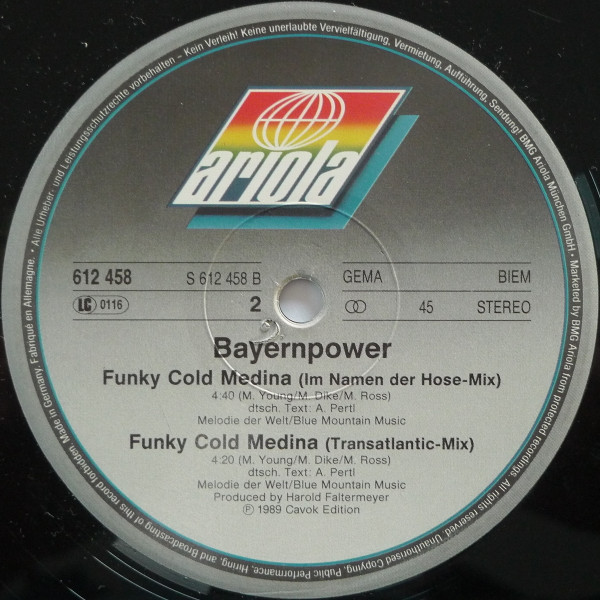 • Alle Urheber- und Leistungsschutzrechte vorbehalten – Kein Verleih! Keine unerlaubte Vervielfältigung, Vermietung, Aufführung, Sendung! BMG Ariola München GmbH • Marketed by BMG Ariola
from protected recordings. All rights reserved. Unauthorised Copying, Public Performance, Hiring, and Broadcasting of this record forbidden. Made in Germany. Fabriqué en Allemagne.
ariola
612 458 S 612 458 B GEMA BIEM
LC 0116 2 45 STEREO
Bayernpower
Funky Cold Medina (Im Namen der Hose-Mix)
4:40 (M. Young/M. Dike/M. Ross)
dtsch. Text: A. Pertl
Melodie der Welt/Blue Mountain Music
Funky Cold Medina (Transatlantic-Mix)
4:20 (M. Young/M. Dike/M. Ross)
dtsch. Text: A. Pertl
Melodie der Welt/Blue Mountain Music
Produced by Harold Faltermeyer
Ⓟ 1989 Cavok Edition